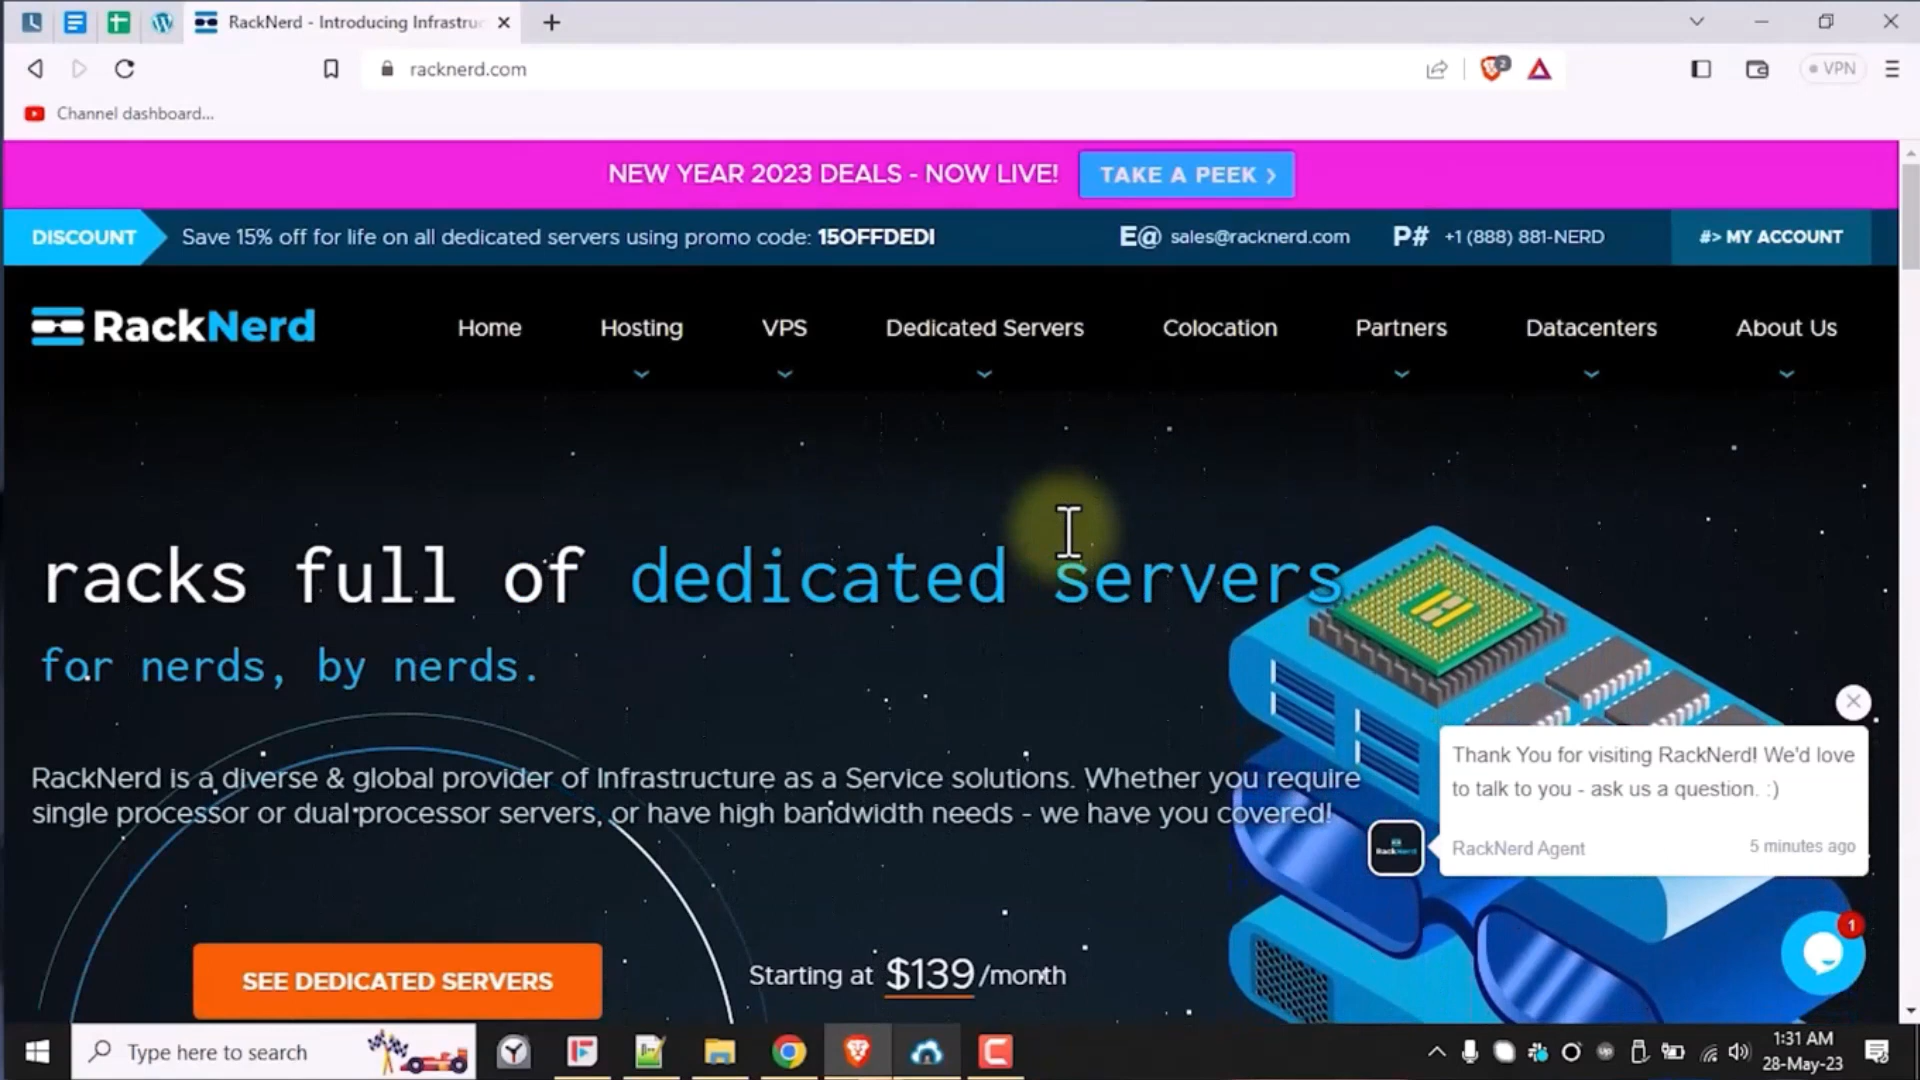 RackNerd - Introducing Infrastruc
racknerd.com
2
VPN
Channel dashboard...
NEW YEAR 2023 DEALS - NOW LIVE!
TAKE A PEEK
DISCOUNT
Save 15% off for life on all dedicated servers using promo code: 15OFFDEDI
E@ sales@racknerd.com
P# +1 (888) 881-NERD
#> MY ACCOUNT
RackNerd
Home
Hosting
VPS
Dedicated Servers
Colocation
Partners
Datacenters
About Us
racks full of dedicated servers
for nerds, by nerds.
RackNerd is a diverse & global provider of Infrastructure as a Service solutions. Whether you require
single processor or dual processor servers, or have high bandwidth needs - we have you covered!
Thank You for visiting RackNerd! We'd love
to talk to you - ask us a question. :)
RackNerd
RackNerd Agent
5 minutes ago
1
SEE DEDICATED SERVERS
Starting at $139/month
Type here to search
1:31 AM
28-May-23